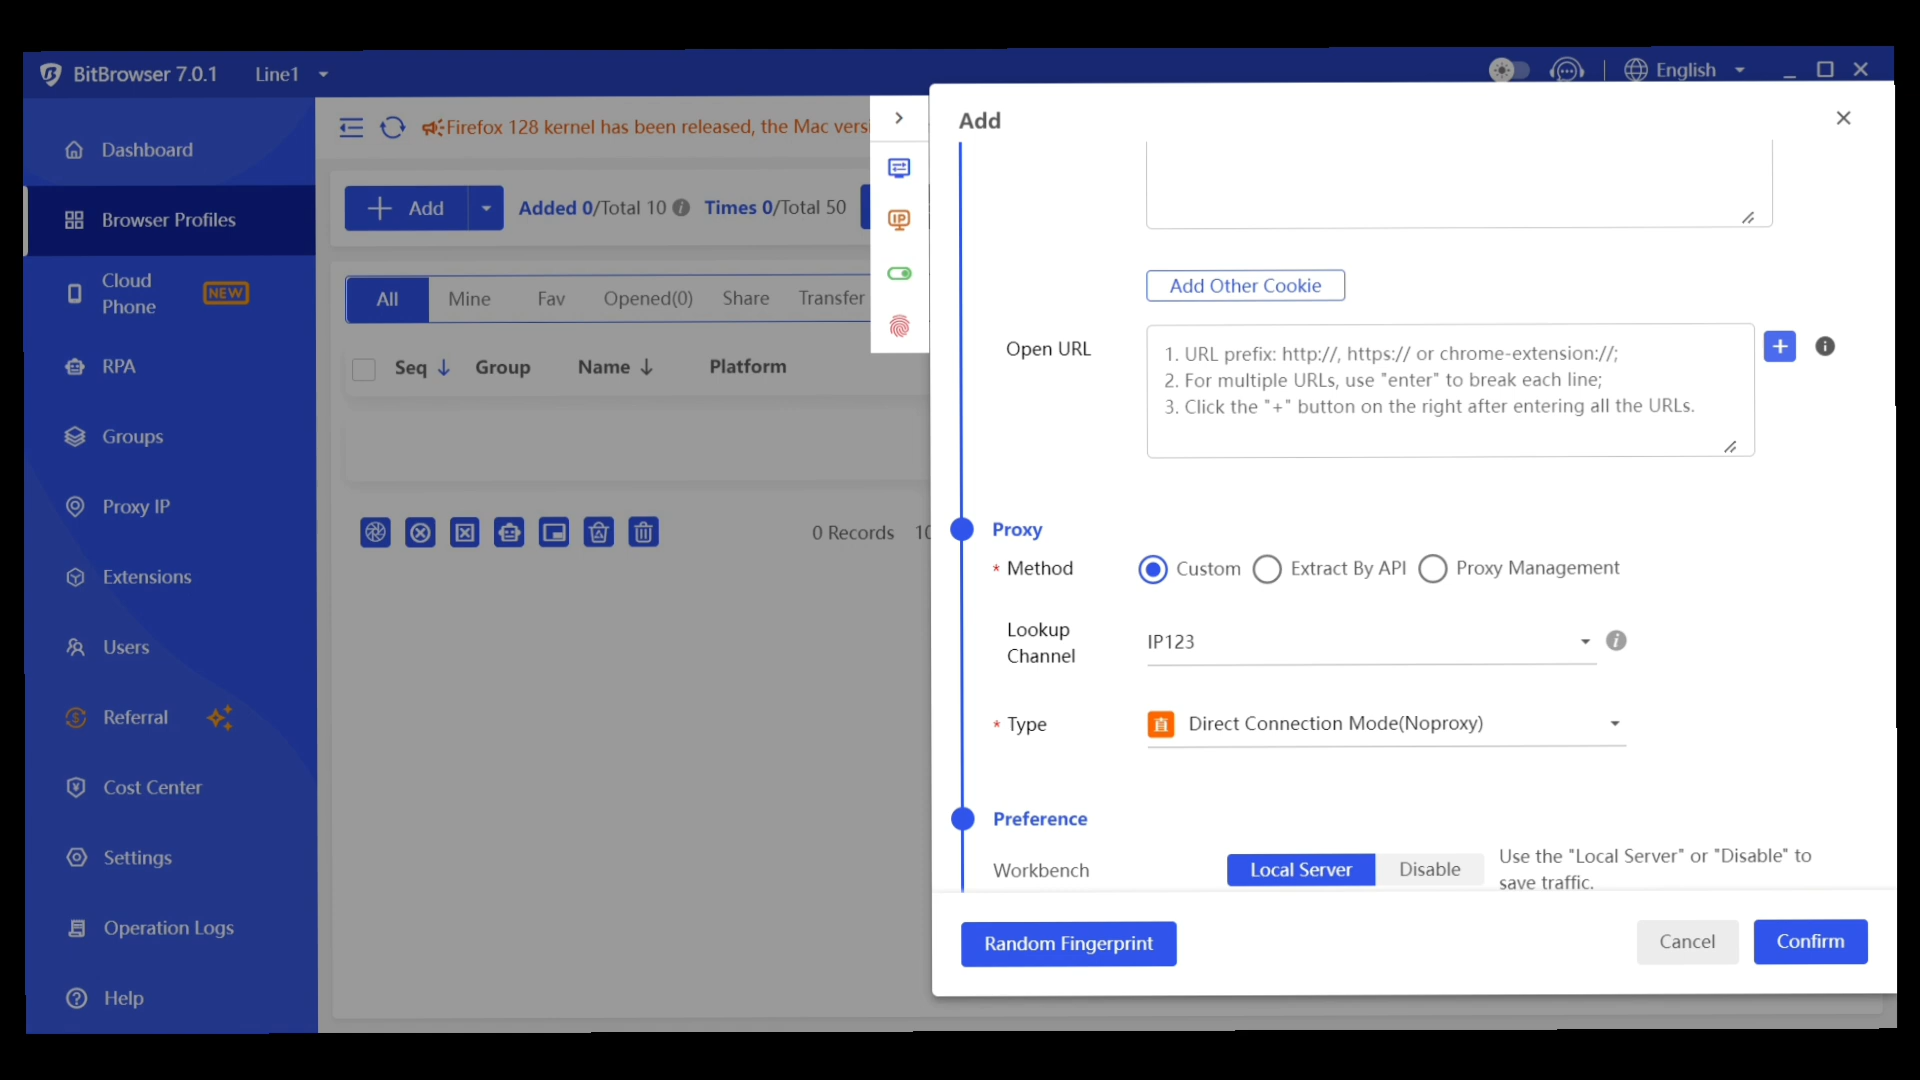 BitBrowser 7.0.1 Line1 English
Dashboard
Browser Profiles
Cloud
Phone NEW
RPA
Groups
Proxy IP
Extensions
Users
Referral
Cost Center
Settings
Operation Logs
Help
Firefox 128 kernel has been released, the Mac versi
Add Added 0/Total 10 Times 0/Total 50
All Mine Fav Opened(0) Share Transfer
Seq Group Name Platform
0 Records 10
IP
Add
Add Other Cookie
Open URL
1. URL prefix: http://, https:// or chrome-extension://;
2. For multiple URLs, use "enter" to break each line;
3. Click the "+" button on the right after entering all the URLs.
Proxy
* Method Custom Extract By API Proxy Management
Lookup
Channel IP123
* Type 直 Direct Connection Mode(Noproxy)
Preference
Workbench Local Server Disable
Use the "Local Server" or "Disable" to
save traffic.
Random Fingerprint Cancel Confirm